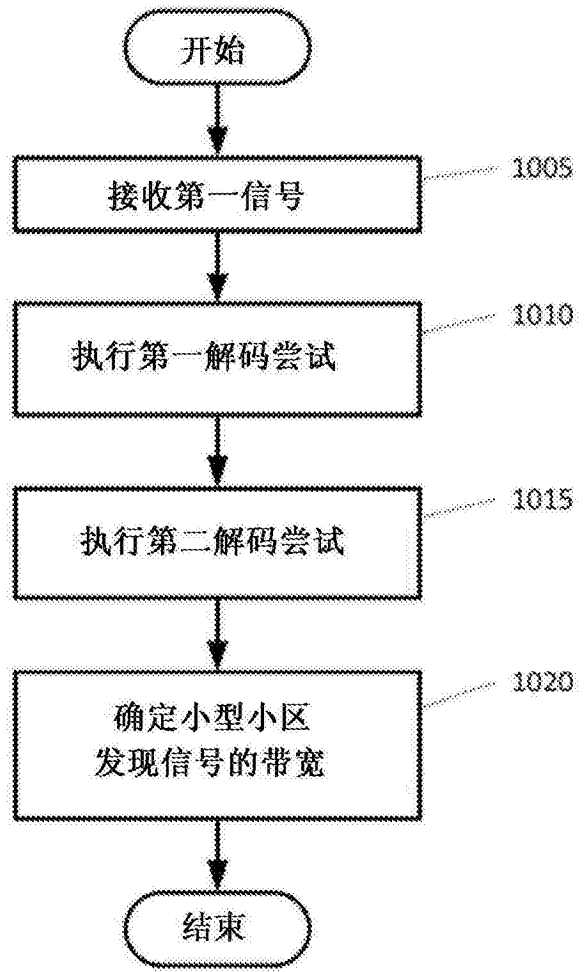 开始
接收第一信号
1005
执行第一解码尝试
1010
执行第二解码尝试
1015
确定小型小区
发现信号的带宽
1020
结束